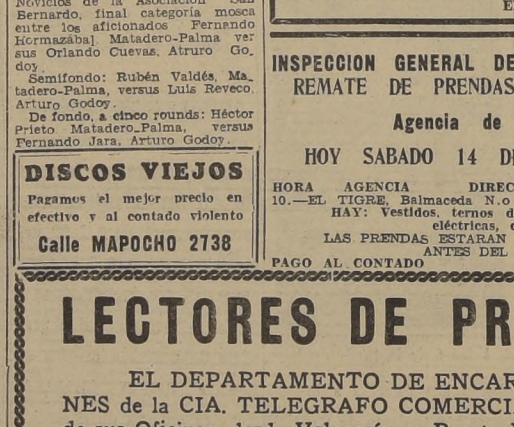 Novicios de la Asociación San
Bernardo, final categoría mosca
entre los aficionados Fernando
Hormazábal, Matadero-Palma ver
sus Orlando Cuevas, Atruro Go_
doy.
Semifondo: Rubén Valdés, Ma_
tadero-Palma, versus Luis Reveco,
Arturo Godoy.
De fondo, a cinco rounds: Héctor
Prieto Matadero_Palma, versus
Fernando Jara, Arturo Godoy.
DISCOS VIEJOS
Pagamos el mejor precio en
efectivo y al contado violento
Calle MAPOCHO 2738
INSPECCION GENERAL DE
REMATE DE PRENDAS
Agencia de
HOY SABADO 14 D
HORA AGENCIA DIREC
10.—EL TIGRE, Balmaceda N.o
HAY: Vestidos, ternos d
eléctricas,
LAS PRENDAS ESTARAN
ANTES DEL
PAGO AL CONTADO
LECTORES DE PR
EL DEPARTAMENTO DE ENCAR
NES de la CIA. TELEGRAFO COMERCI